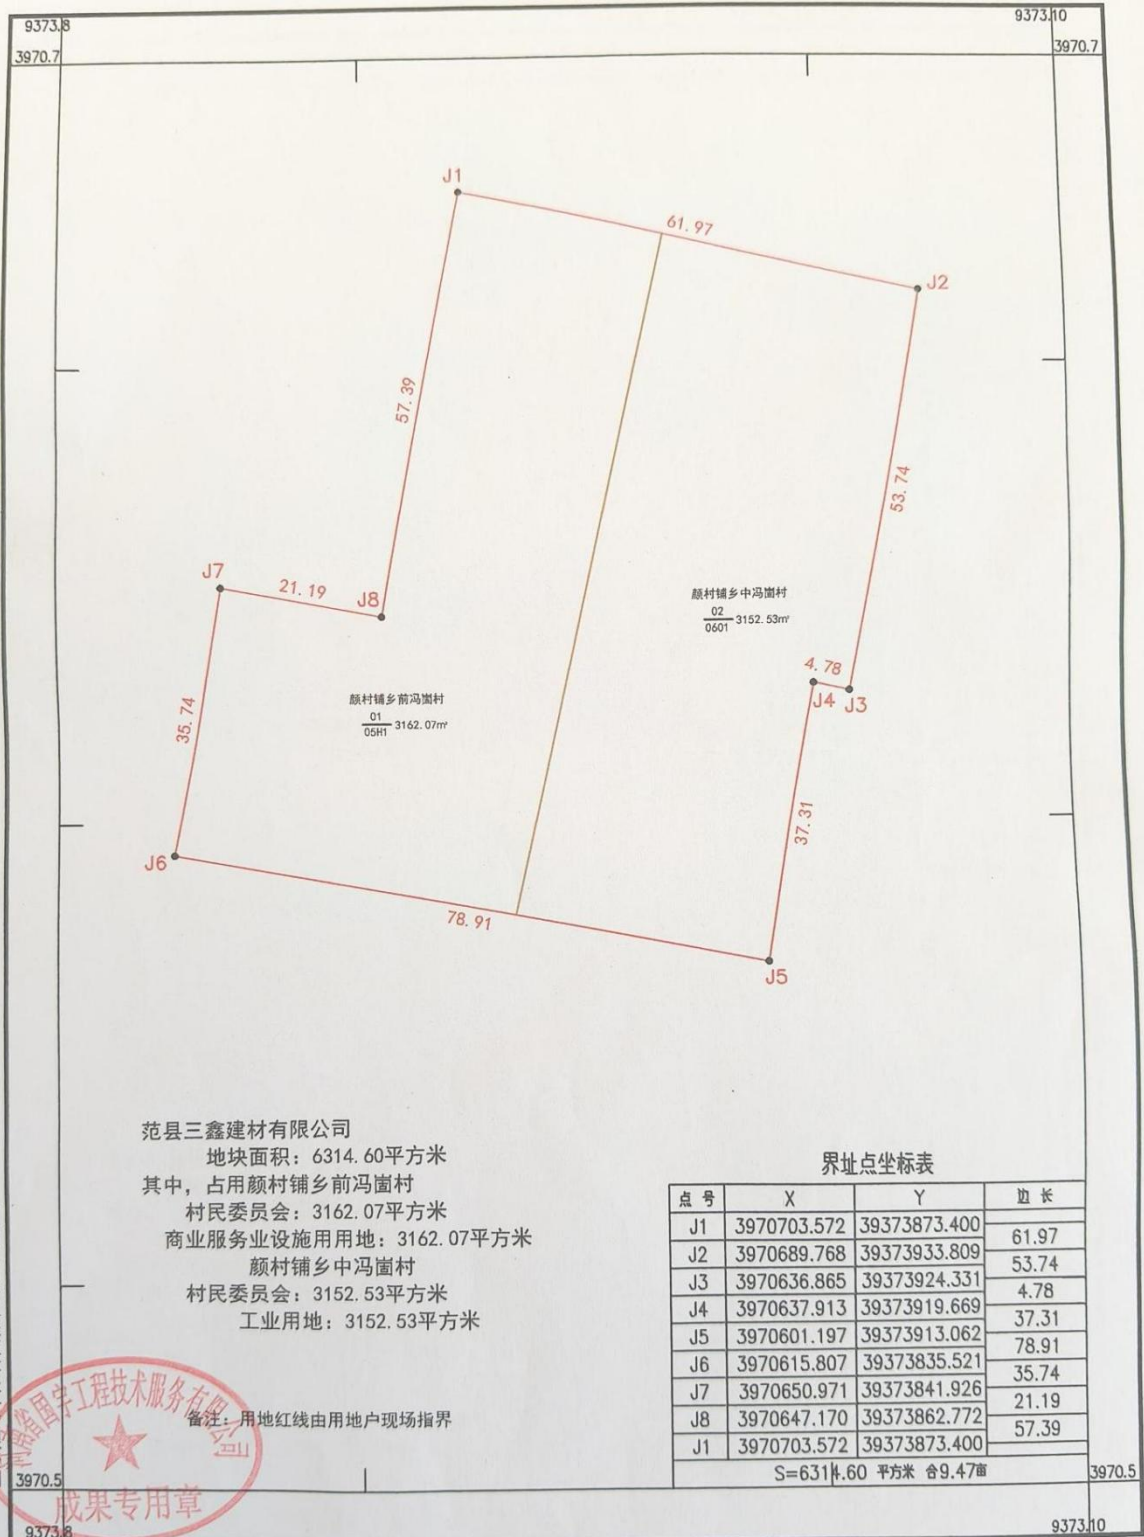 9373.8
9373.10
3970.7
3970.7
J1
61.97
J2
57.39
53.74
J7
21.19
J8
颜村铺乡中冯崮村
02
0601
3152.53㎡
4.78
J4
J3
颜村铺乡前冯崮村
01
05H1
3162.07㎡
35.74
37.31
J6
78.91
J5
范县三鑫建材有限公司
地块面积：6314.60平方米
其中，占用颜村铺乡前冯崮村
村民委员会：3162.07平方米
商业服务业设施用用地：3162.07平方米
颜村铺乡中冯崮村
村民委员会：3152.53平方米
工业用地：3152.53平方米
备注：用地红线由用地户现场指界
界址点坐标表
点号 X Y 边长
J1 3970703.572 39373873.400
61.97
J2 3970689.768 39373933.809
53.74
J3 3970636.865 39373924.331
4.78
J4 3970637.913 39373919.669
37.31
J5 3970601.197 39373913.062
78.91
J6 3970615.807 39373835.521
35.74
J7 3970650.971 39373841.926
21.19
J8 3970647.170 39373862.772
57.39
J1 3970703.572 39373873.400
S=6314.60 平方米 合9.47亩
国宇工程技术服务有限公司
成果专用章
3970.5
3970.5
9373.8
9373.10